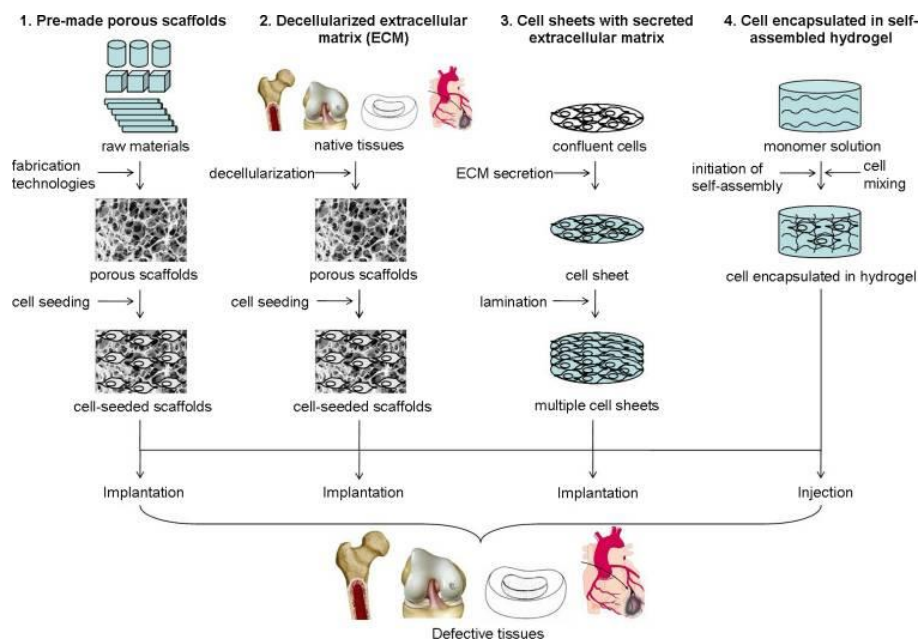 1. Pre-made porous scaffolds
raw materials
fabrication
technologies
porous scaffolds
cell seeding
cell-seeded scaffolds
Implantation
2. Decellularized extracellular
matrix (ECM)
native tissues
decellularization
porous scaffolds
cell seeding
cell-seeded scaffolds
Implantation
3. Cell sheets with secreted
extracellular matrix
confluent cells
ECM secretion
cell sheet
lamination
multiple cell sheets
Implantation
4. Cell encapsulated in self-
assembled hydrogel
monomer solution
initiation of
self-assembly
cell
mixing
cell encapsulated in hydrogel
Injection
Defective tissues